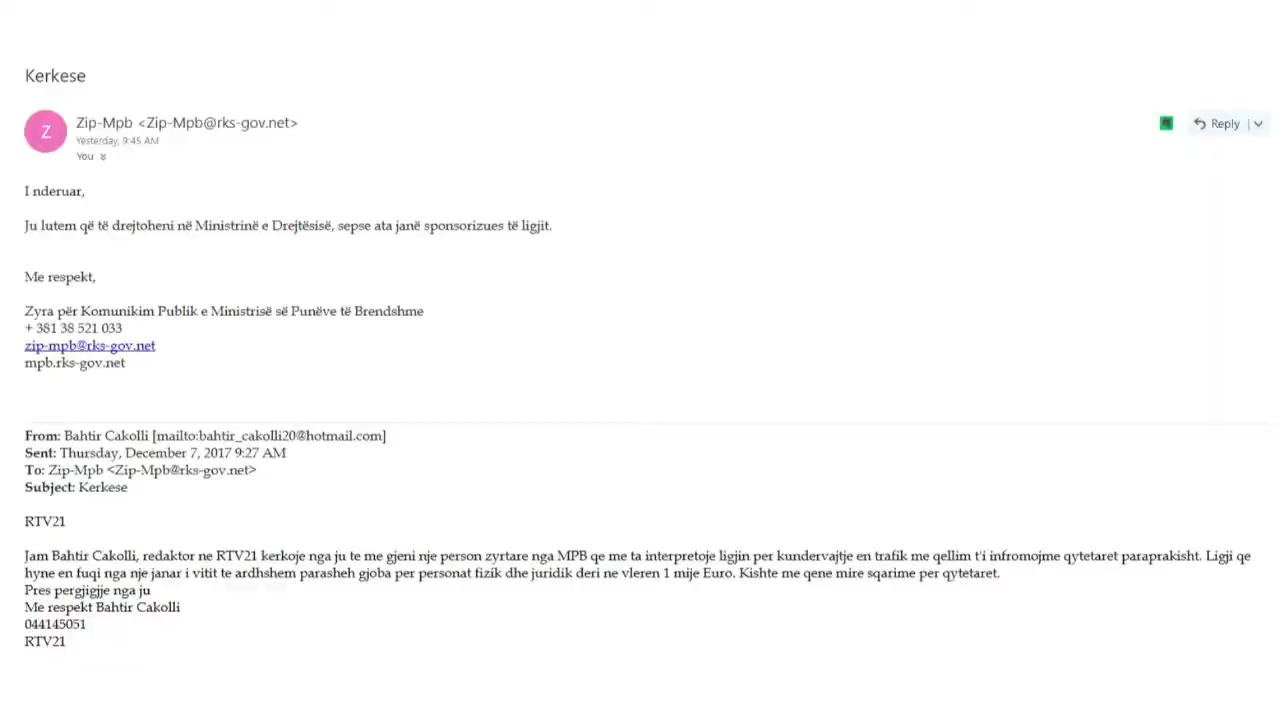 Kerkese
Z
Zip-Mpb <Zip-Mpb@rks-gov.net>
Yesterday, 9:45 AM
You
Reply
I nderuar,
Ju lutem që të drejtoheni në Ministrinë e Drejtësisë, sepse ata janë sponsorizues të ligjit.
Me respekt,
Zyra për Komunikim Publik e Ministrisë së Punëve të Brendshme
+ 381 38 521 033
zip-mpb@rks-gov.net
mpb.rks-gov.net
From: Bahtir Cakolli [mailto:bahtir_cakolli20@hotmail.com]
Sent: Thursday, December 7, 2017 9:27 AM
To: Zip-Mpb <Zip-Mpb@rks-gov.net>
Subject: Kerkese
RTV21
Jam Bahtir Cakolli, redaktor ne RTV21 kerkoje nga ju te me gjeni nje person zyrtare nga MPB qe me ta interpretoje ligjin per kundervajtje en trafik me qellim t'i infromojme qytetaret paraprakisht. Ligji qe
hyne en fuqi nga nje janar i vitit te ardhshem parasheh gjoba per personat fizik dhe juridik deri ne vleren 1 mije Euro. Kishte me qene mire sqarime per qytetaret.
Pres pergjigjje nga ju
Me respekt Bahtir Cakolli
044145051
RTV21